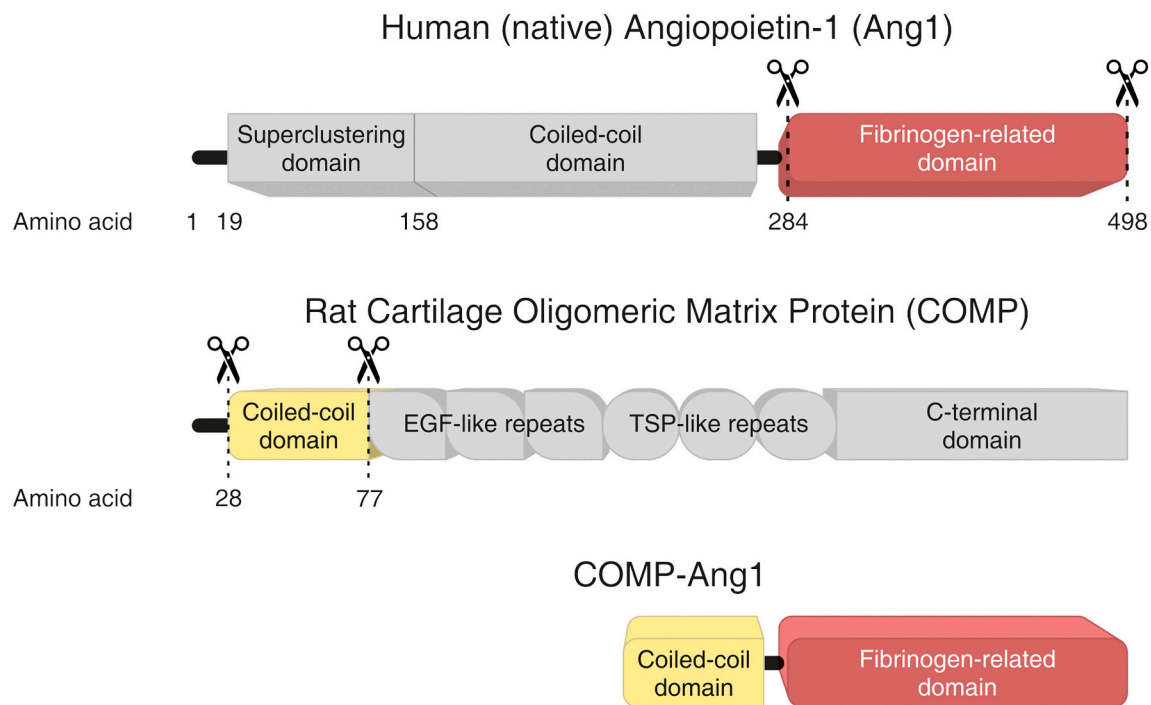 Human (native) Angiopoietin-1 (Ang1)
Superclustering
domain
Coiled-coil
domain
Fibrinogen-related
domain
Amino acid 1 19 158 284 498
Rat Cartilage Oligomeric Matrix Protein (COMP)
Coiled-coil
domain
EGF-like repeats
TSP-like repeats
C-terminal
domain
Amino acid 28 77
COMP-Ang1
Coiled-coil
domain
Fibrinogen-related
domain